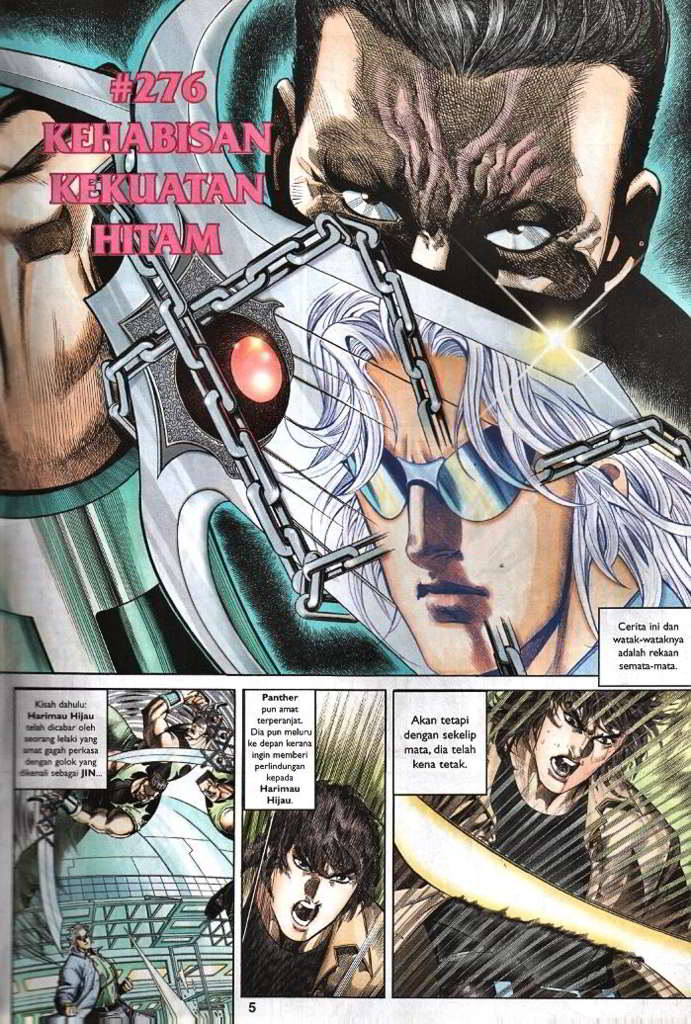 #276
KEHABISAN
KEKUATAN
HITAM
Cerita ini dan
watak-wataknya
adalah rekaan
semata-mata.
Kisah dahulu:
Harimau Hijau
telah dicabar oleh
seorang lelaki yang
amat gagah perkasa
dengan golok yang
dikenali sebagai JIN...
Panther
pun amat
terperanjat.
Dia pun meluru
ke depan kerana
ingin memberi
perlindungan
kepada
Harimau
Hijau.
Akan tetapi
dengan sekelip
mata, dia telah
kena tetak.
5